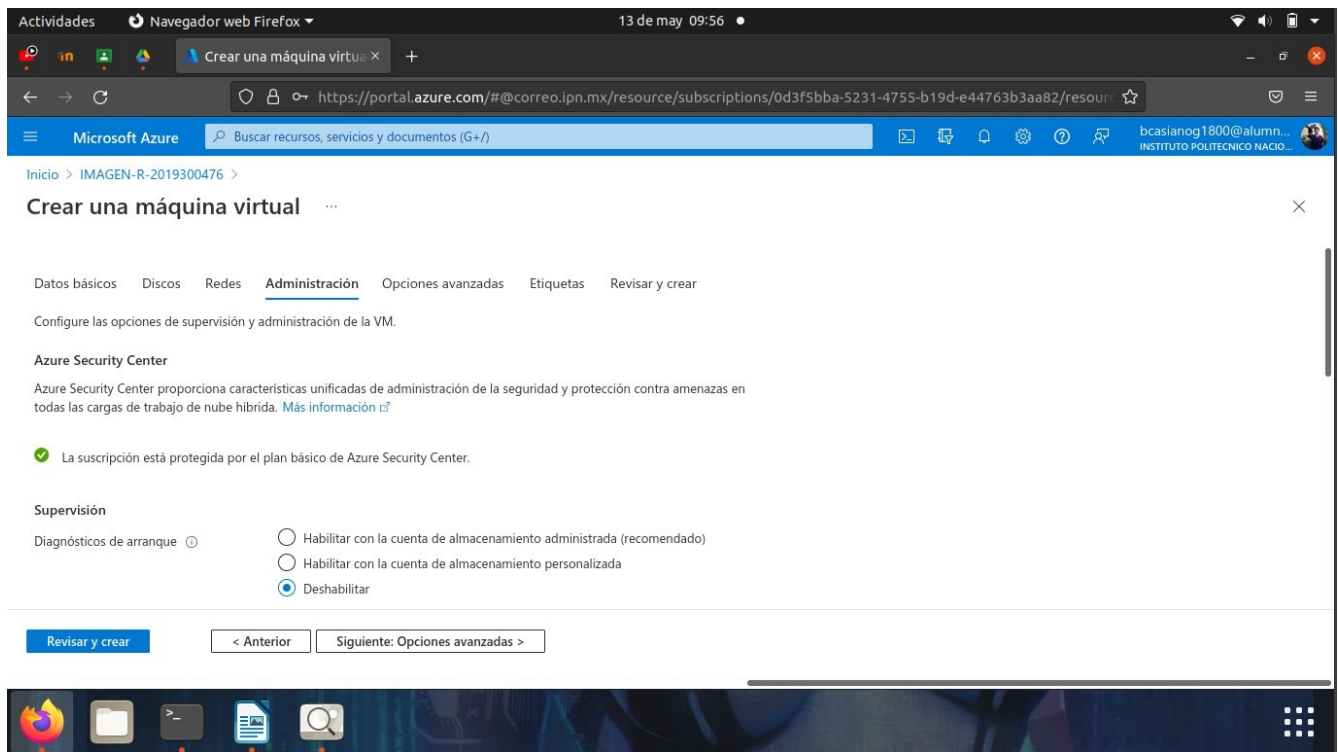 Actividades Navegador web Firefox 13 de may 09:56
Crear una máquina virtua
https://portal.azure.com/#@correo.ipn.mx/resource/subscriptions/0d3f5bba-5231-4755-b19d-e44763b3aa82/resourc
Microsoft Azure Buscar recursos, servicios y documentos (G+/) bcasianog1800@alumn...
INSTITUTO POLITECNICO NACIO...
Inicio > IMAGEN-R-2019300476 >
Crear una máquina virtual ...
Datos básicos Discos Redes Administración Opciones avanzadas Etiquetas Revisar y crear
Configure las opciones de supervisión y administración de la VM.
Azure Security Center
Azure Security Center proporciona características unificadas de administración de la seguridad y protección contra amenazas en
todas las cargas de trabajo de nube híbrida. Más información
La suscripción está protegida por el plan básico de Azure Security Center.
Supervisión
Diagnósticos de arranque Habilitar con la cuenta de almacenamiento administrada (recomendado)
Habilitar con la cuenta de almacenamiento personalizada
Deshabilitar
Revisar y crear < Anterior Siguiente: Opciones avanzadas >